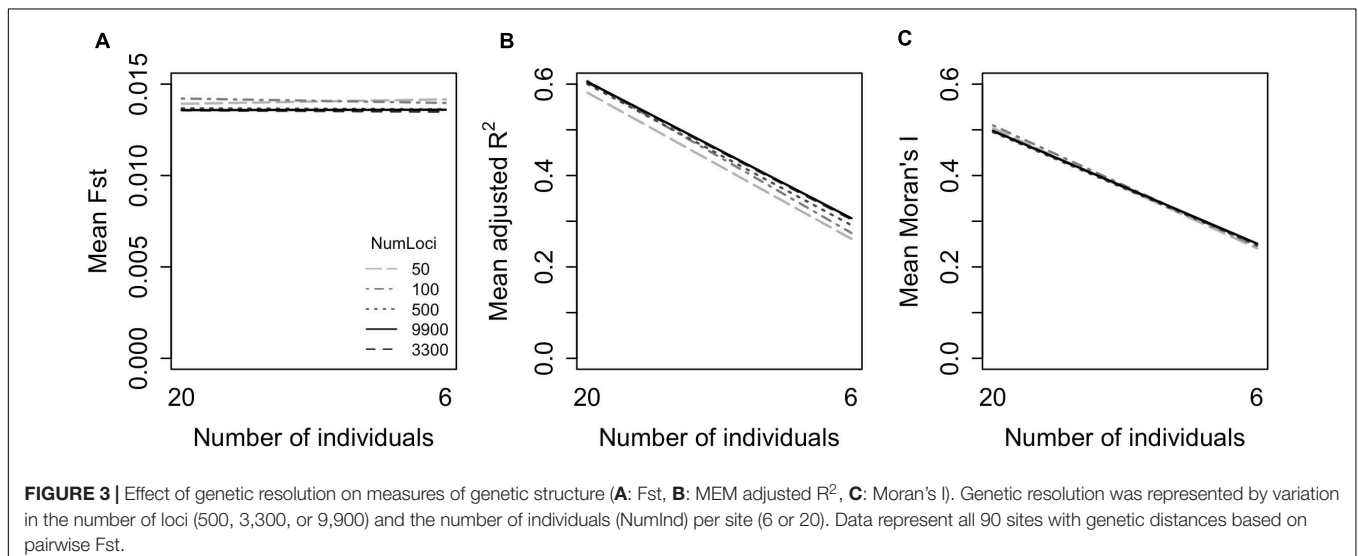 A
B
C
0.015
0.010
0.005
0.000
Mean Fst
NumLoci
50
100
500
9900
3300
20
6
Number of individuals
0.6
0.4
0.2
0.0
Mean adjusted R²
20
6
Number of individuals
0.6
0.4
0.2
0.0
Mean Moran's I
20
6
Number of individuals
FIGURE 3 | Effect of genetic resolution on measures of genetic structure (A: Fst, B: MEM adjusted R², C: Moran's I). Genetic resolution was represented by variation
in the number of loci (500, 3,300, or 9,900) and the number of individuals (NumInd) per site (6 or 20). Data represent all 90 sites with genetic distances based on
pairwise Fst.